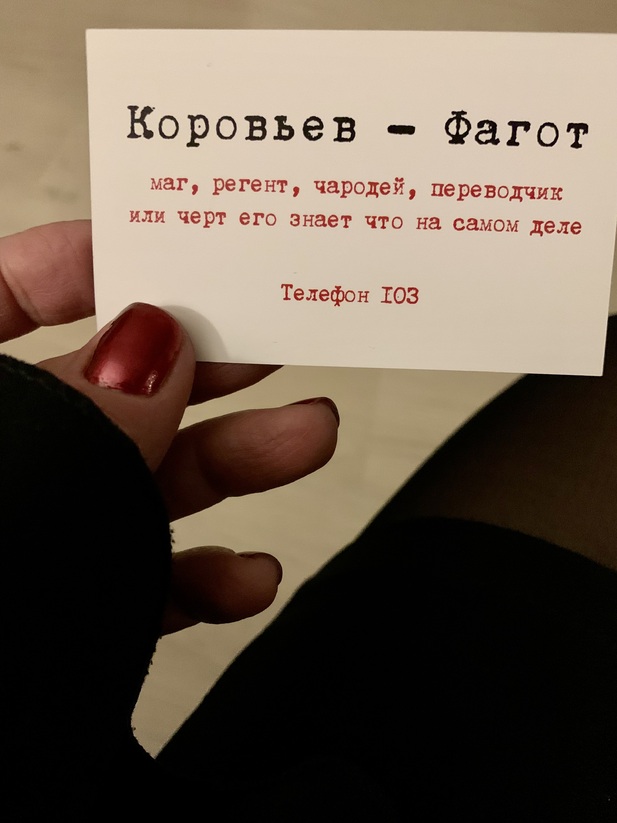 Коровьев - Фагот
маг, регент, чародей, переводчик
или черт его знает что на самом деле
Телефон 103